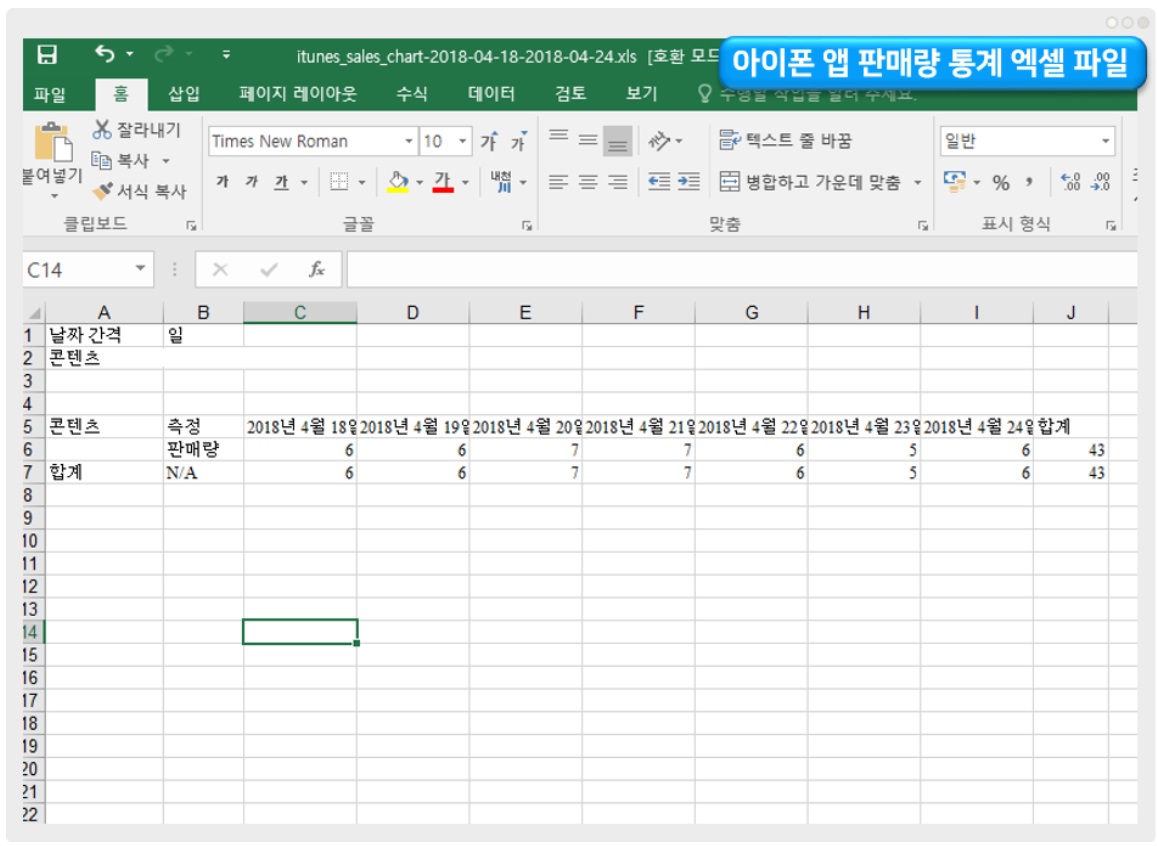 itunes_sales_chart-2018-04-18-2018-04-24.xls [호환 모드
아이폰 앱 판매량 통계 엑셀 파일
파일 홈 삽입 페이지 레이아웃 수식 데이터 검토 보기 수행할 작업을 알려 주세요.
붙여넣기
잘라내기
복사
서식 복사
클립보드
Times New Roman 10 가 가
가 가 가 가 내천 川
글꼴
텍스트 줄 바꿈
병합하고 가운데 맞춤
맞춤
일반
% , .00 .00
표시 형식
C14 fx
A B C D E F G H I J
1 날짜 간격 일
2 콘텐츠
3
4
5 콘텐츠 측정 2018년 4월 18일 2018년 4월 19일 2018년 4월 20일 2018년 4월 21일 2018년 4월 22일 2018년 4월 23일 2018년 4월 24일 합계
6 판매량 6 6 7 7 6 5 6 43
7 합계 N/A 6 6 7 7 6 5 6 43
8
9
10
11
12
13
14
15
16
17
18
19
20
21
22